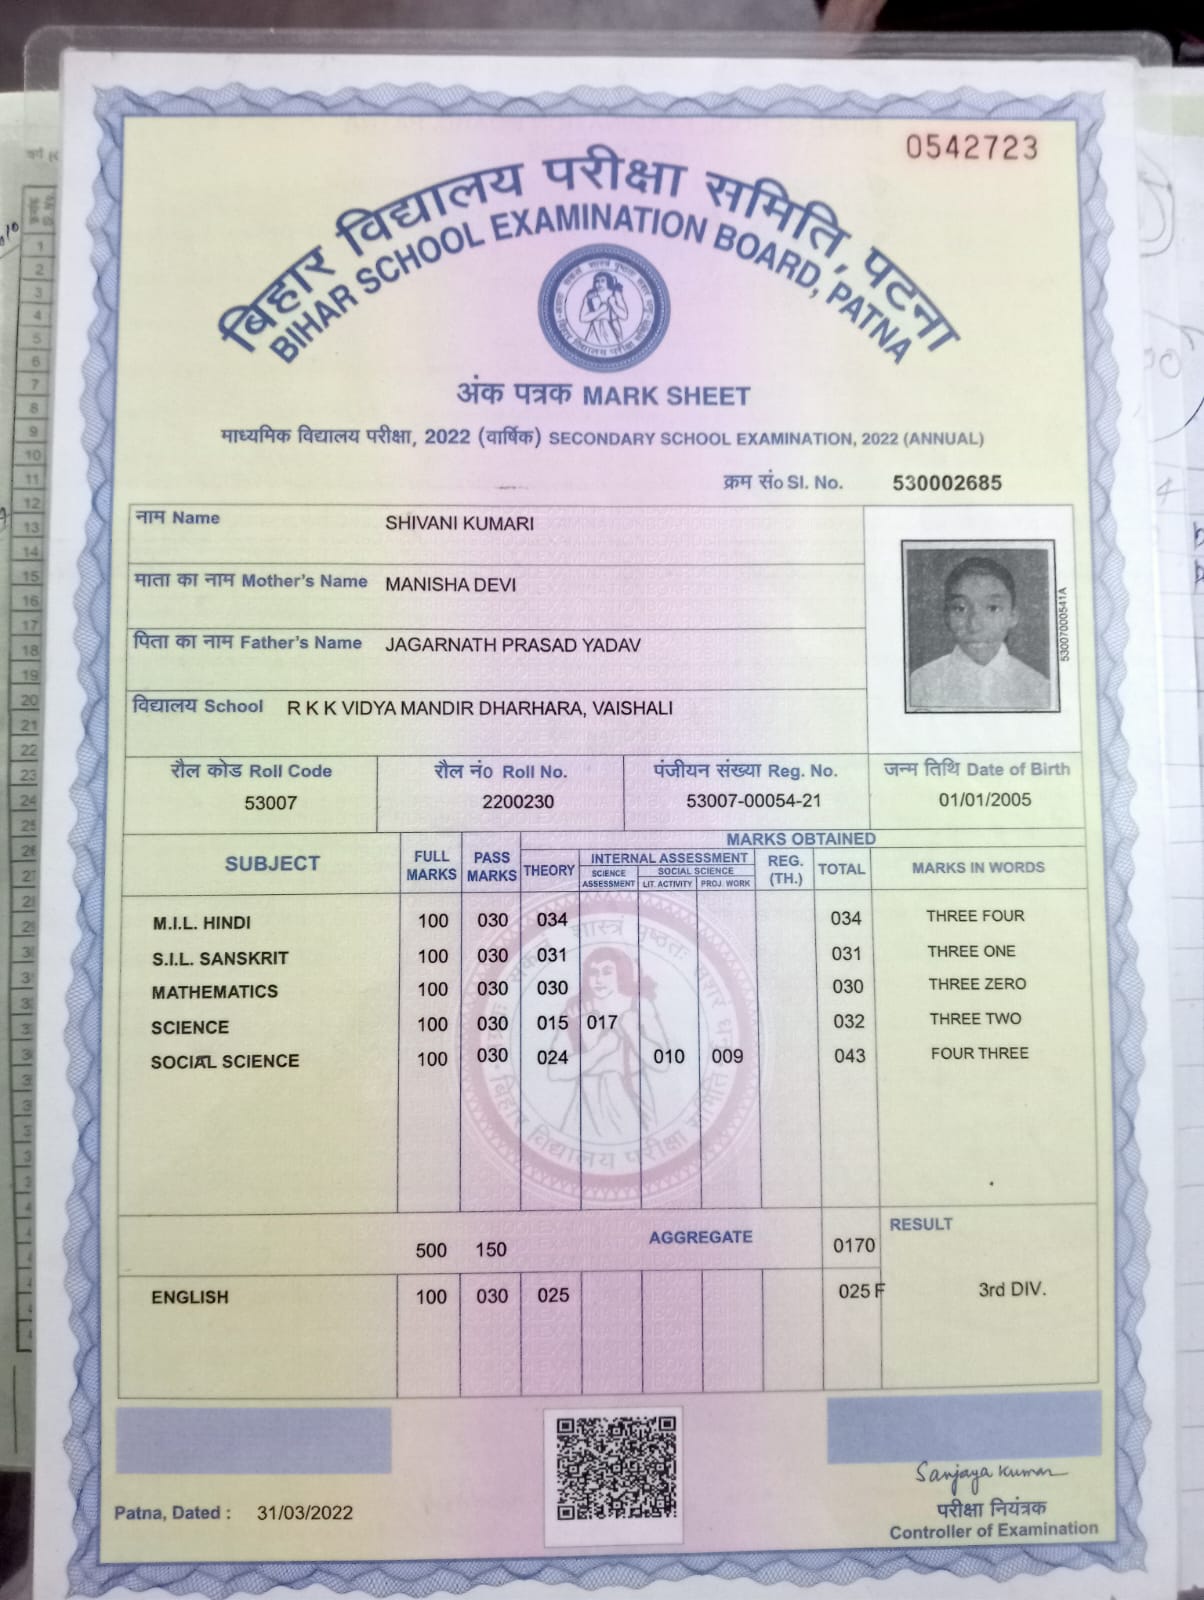 0542723
बिहार विद्यालय परीक्षा समिति, पटना
BIHAR SCHOOL EXAMINATION BOARD, PATNA
अंक पत्रक MARK SHEET
माध्यमिक विद्यालय परीक्षा, 2022 (वार्षिक) SECONDARY SCHOOL EXAMINATION, 2022 (ANNUAL)
क्रम सं० Sl. No. 530002685
नाम Name SHIVANI KUMARI
माता का नाम Mother's Name MANISHA DEVI
पिता का नाम Father's Name JAGARNATH PRASAD YADAV
53007000541A
विद्यालय School R K K VIDYA MANDIR DHARHARA, VAISHALI
रौल कोड Roll Code रौल नं० Roll No. पंजीयन संख्या Reg. No. जन्म तिथि Date of Birth
53007 2200230 53007-00054-21 01/01/2005
MARKS OBTAINED
SUBJECT FULL MARKS PASS MARKS THEORY INTERNAL ASSESSMENT REG. (TH.) TOTAL MARKS IN WORDS
SCIENCE ASSESSMENT SOCIAL SCIENCE
LIT. ACTIVITY PROJ. WORK
M.I.L. HINDI 100 030 034 034 THREE FOUR
S.I.L. SANSKRIT 100 030 031 031 THREE ONE
MATHEMATICS 100 030 030 030 THREE ZERO
SCIENCE 100 030 015 017 032 THREE TWO
SOCIAL SCIENCE 100 030 024 010 009 043 FOUR THREE
500 150 AGGREGATE 0170 RESULT
ENGLISH 100 030 025 025 F 3rd DIV.
Sanjaya Kumar
Patna, Dated : 31/03/2022
परीक्षा नियंत्रक
Controller of Examination